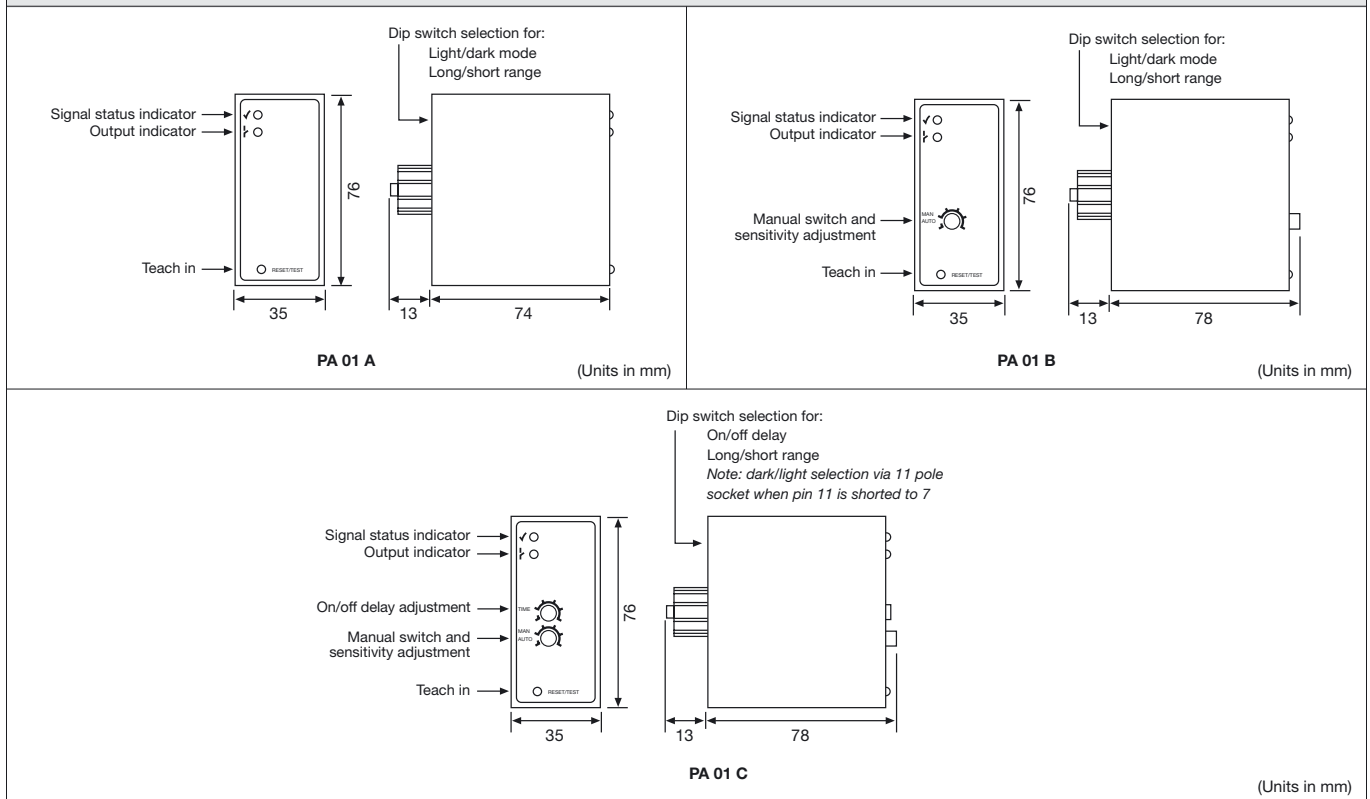 Dip switch selection for:
Light/dark mode
Long/short range
Signal status indicator
Output indicator
76
Teach in
RESET/TEST
35
13
74
PA 01 A
(Units in mm)
Dip switch selection for:
Light/dark mode
Long/short range
Signal status indicator
Output indicator
76
MAN
AUTO
Manual switch and
sensitivity adjustment
Teach in
RESET/TEST
35
13
78
PA 01 B
(Units in mm)
Dip switch selection for:
On/off delay
Long/short range
Note: dark/light selection via 11 pole
socket when pin 11 is shorted to 7
Signal status indicator
Output indicator
On/off delay adjustment
TIME
76
MAN
AUTO
Manual switch and
sensitivity adjustment
Teach in
RESET/TEST
35
13
78
PA 01 C
(Units in mm)